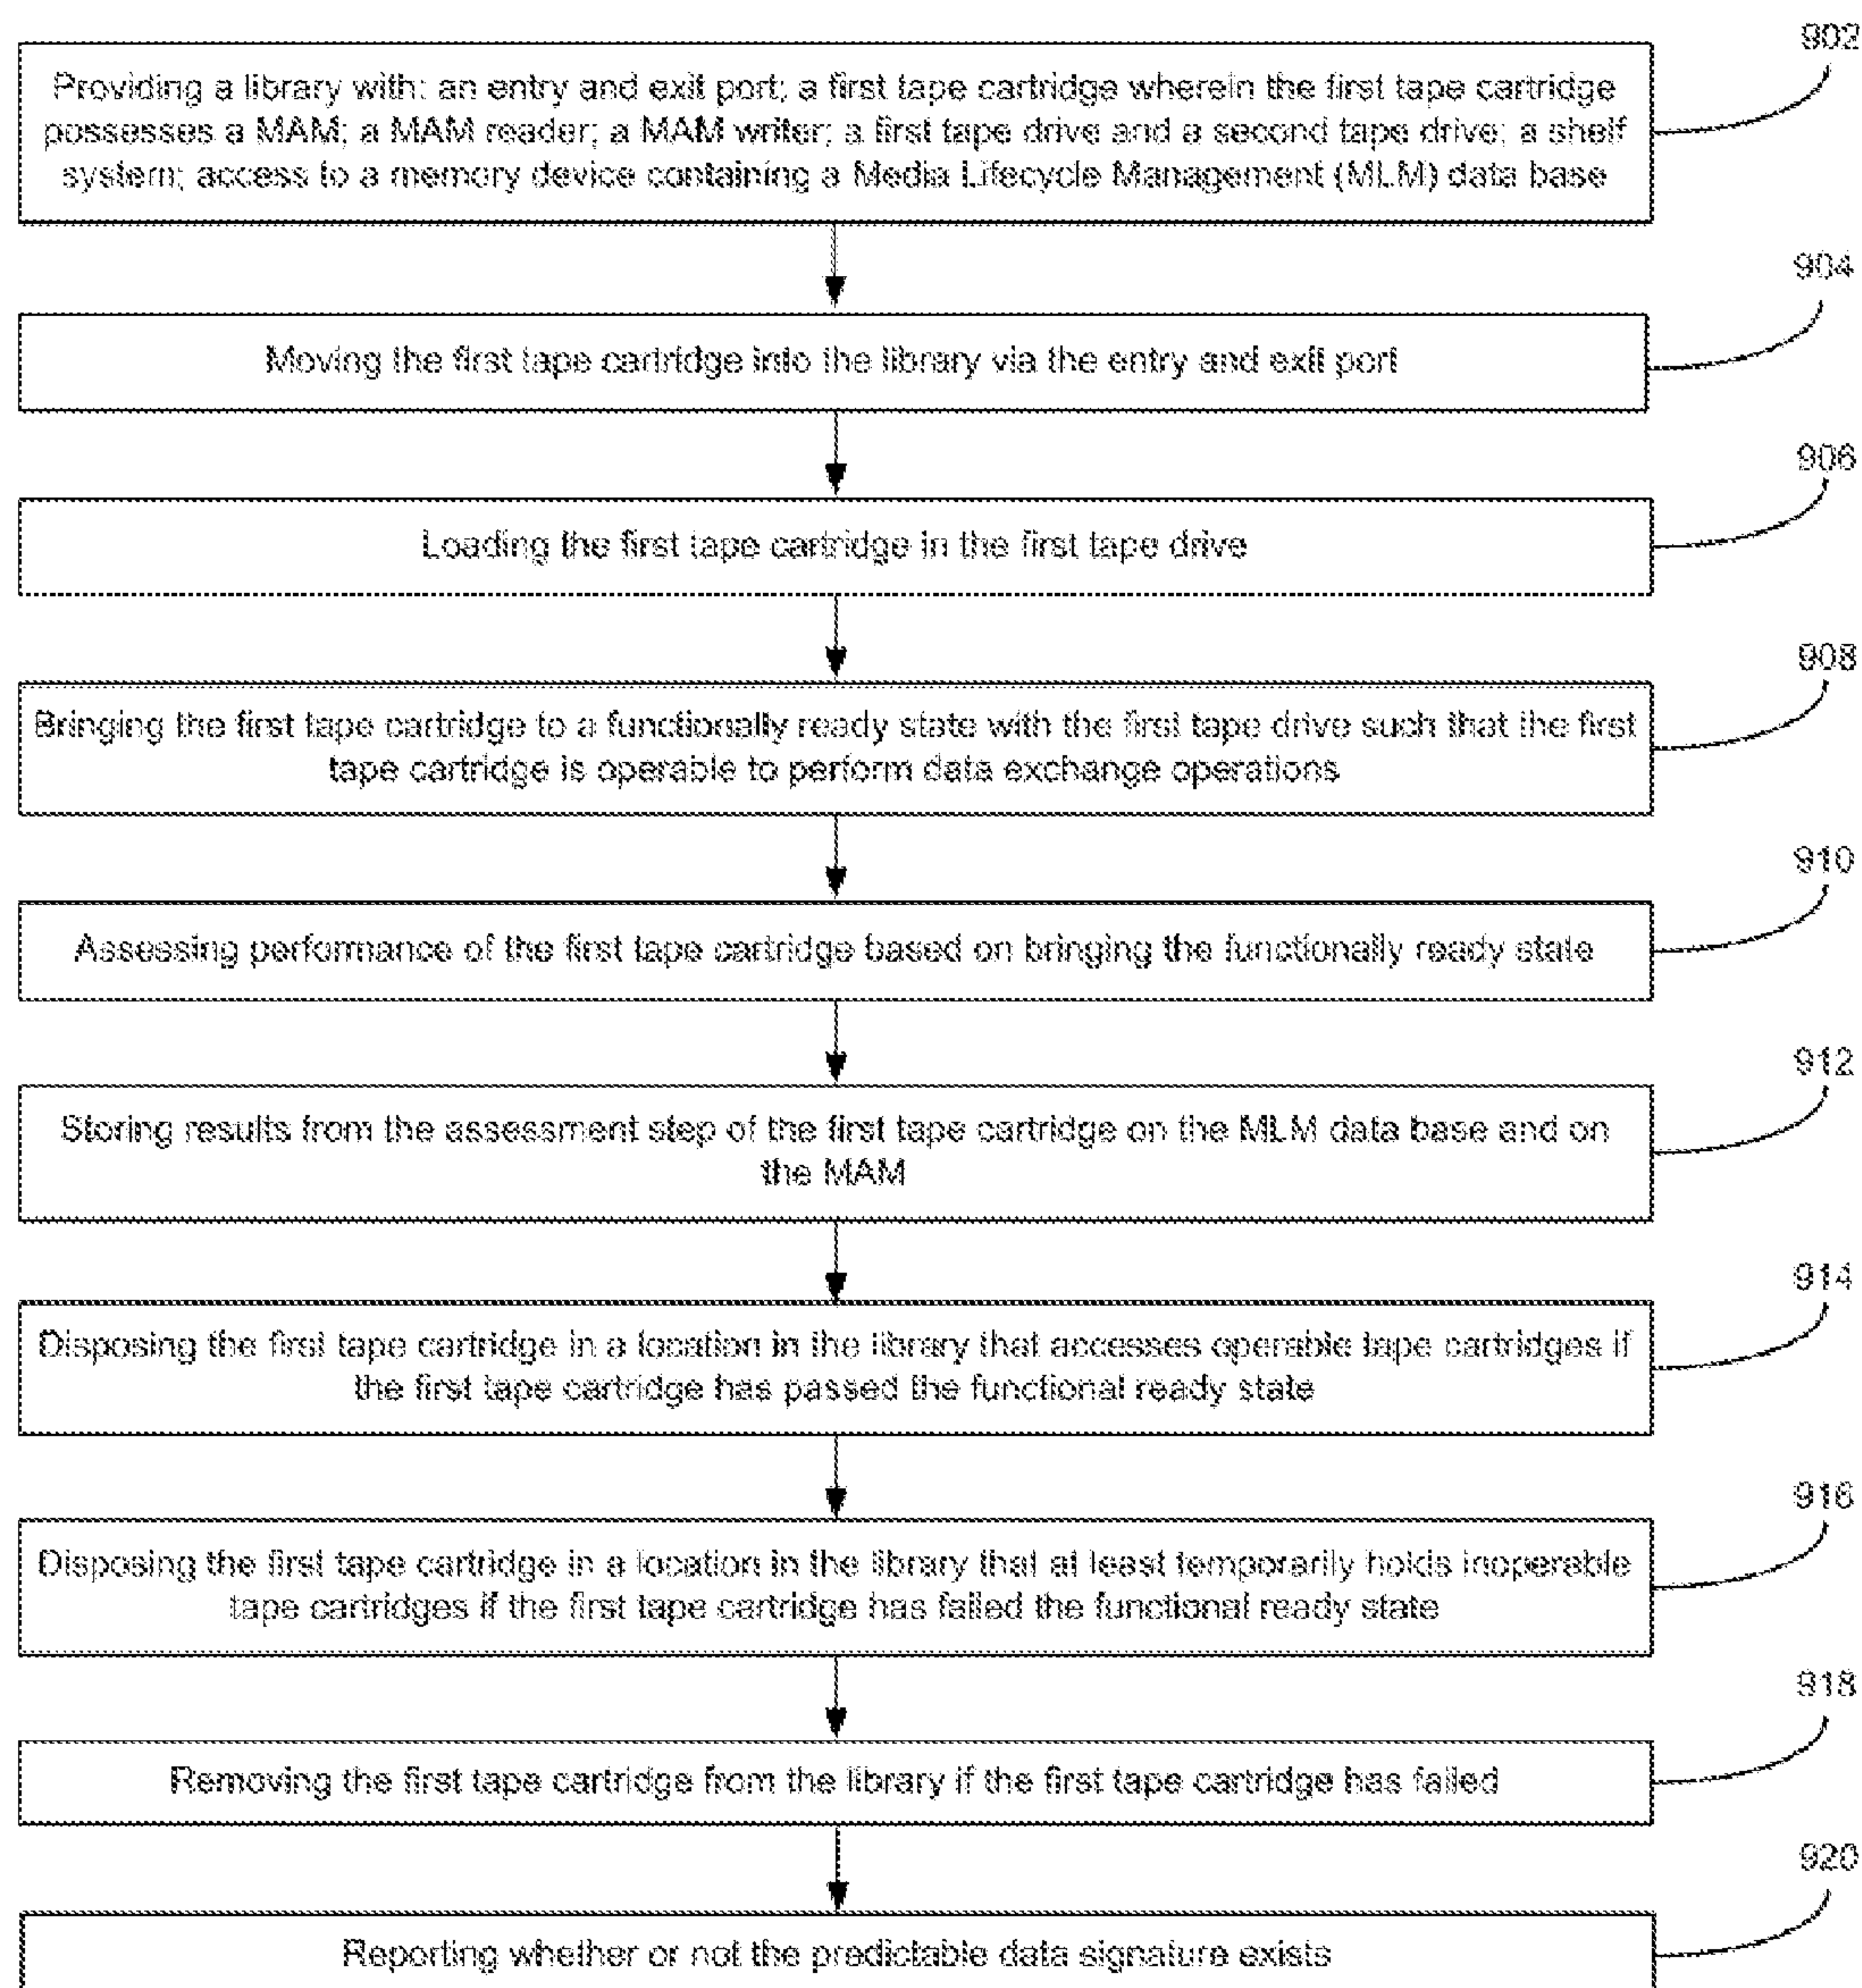 902
Providing a library with: an entry and exit port; a first tape cartridge wherein the first tape cartridge
possesses a MAM; a MAM reader; a MAM writer; a first tape drive and a second tape drive; a shelf
system; access to a memory device containing a Media Lifecycle Management (MLM) data base
904
Moving the first tape cartridge into the library via the entry and exit port
906
Loading the first tape cartridge in the first tape drive
908
Bringing the first tape cartridge to a functionally ready state with the first tape drive such that the first
tape cartridge is operable to perform data exchange operations
910
Assessing performance of the first tape cartridge based on bringing the functionally ready state
912
Storing results from the assessment step of the first tape cartridge on the MLM data base and on
the MAM
914
Disposing the first tape cartridge in a location in the library that accesses operable tape cartridges if
the first tape cartridge has passed the functional ready state
916
Disposing the first tape cartridge in a location in the library that at least temporarily holds inoperable
tape cartridges if the first tape cartridge has failed the functional ready state
918
Removing the first tape cartridge from the library if the first tape cartridge has failed
920
Reporting whether or not the predictable data signature exists